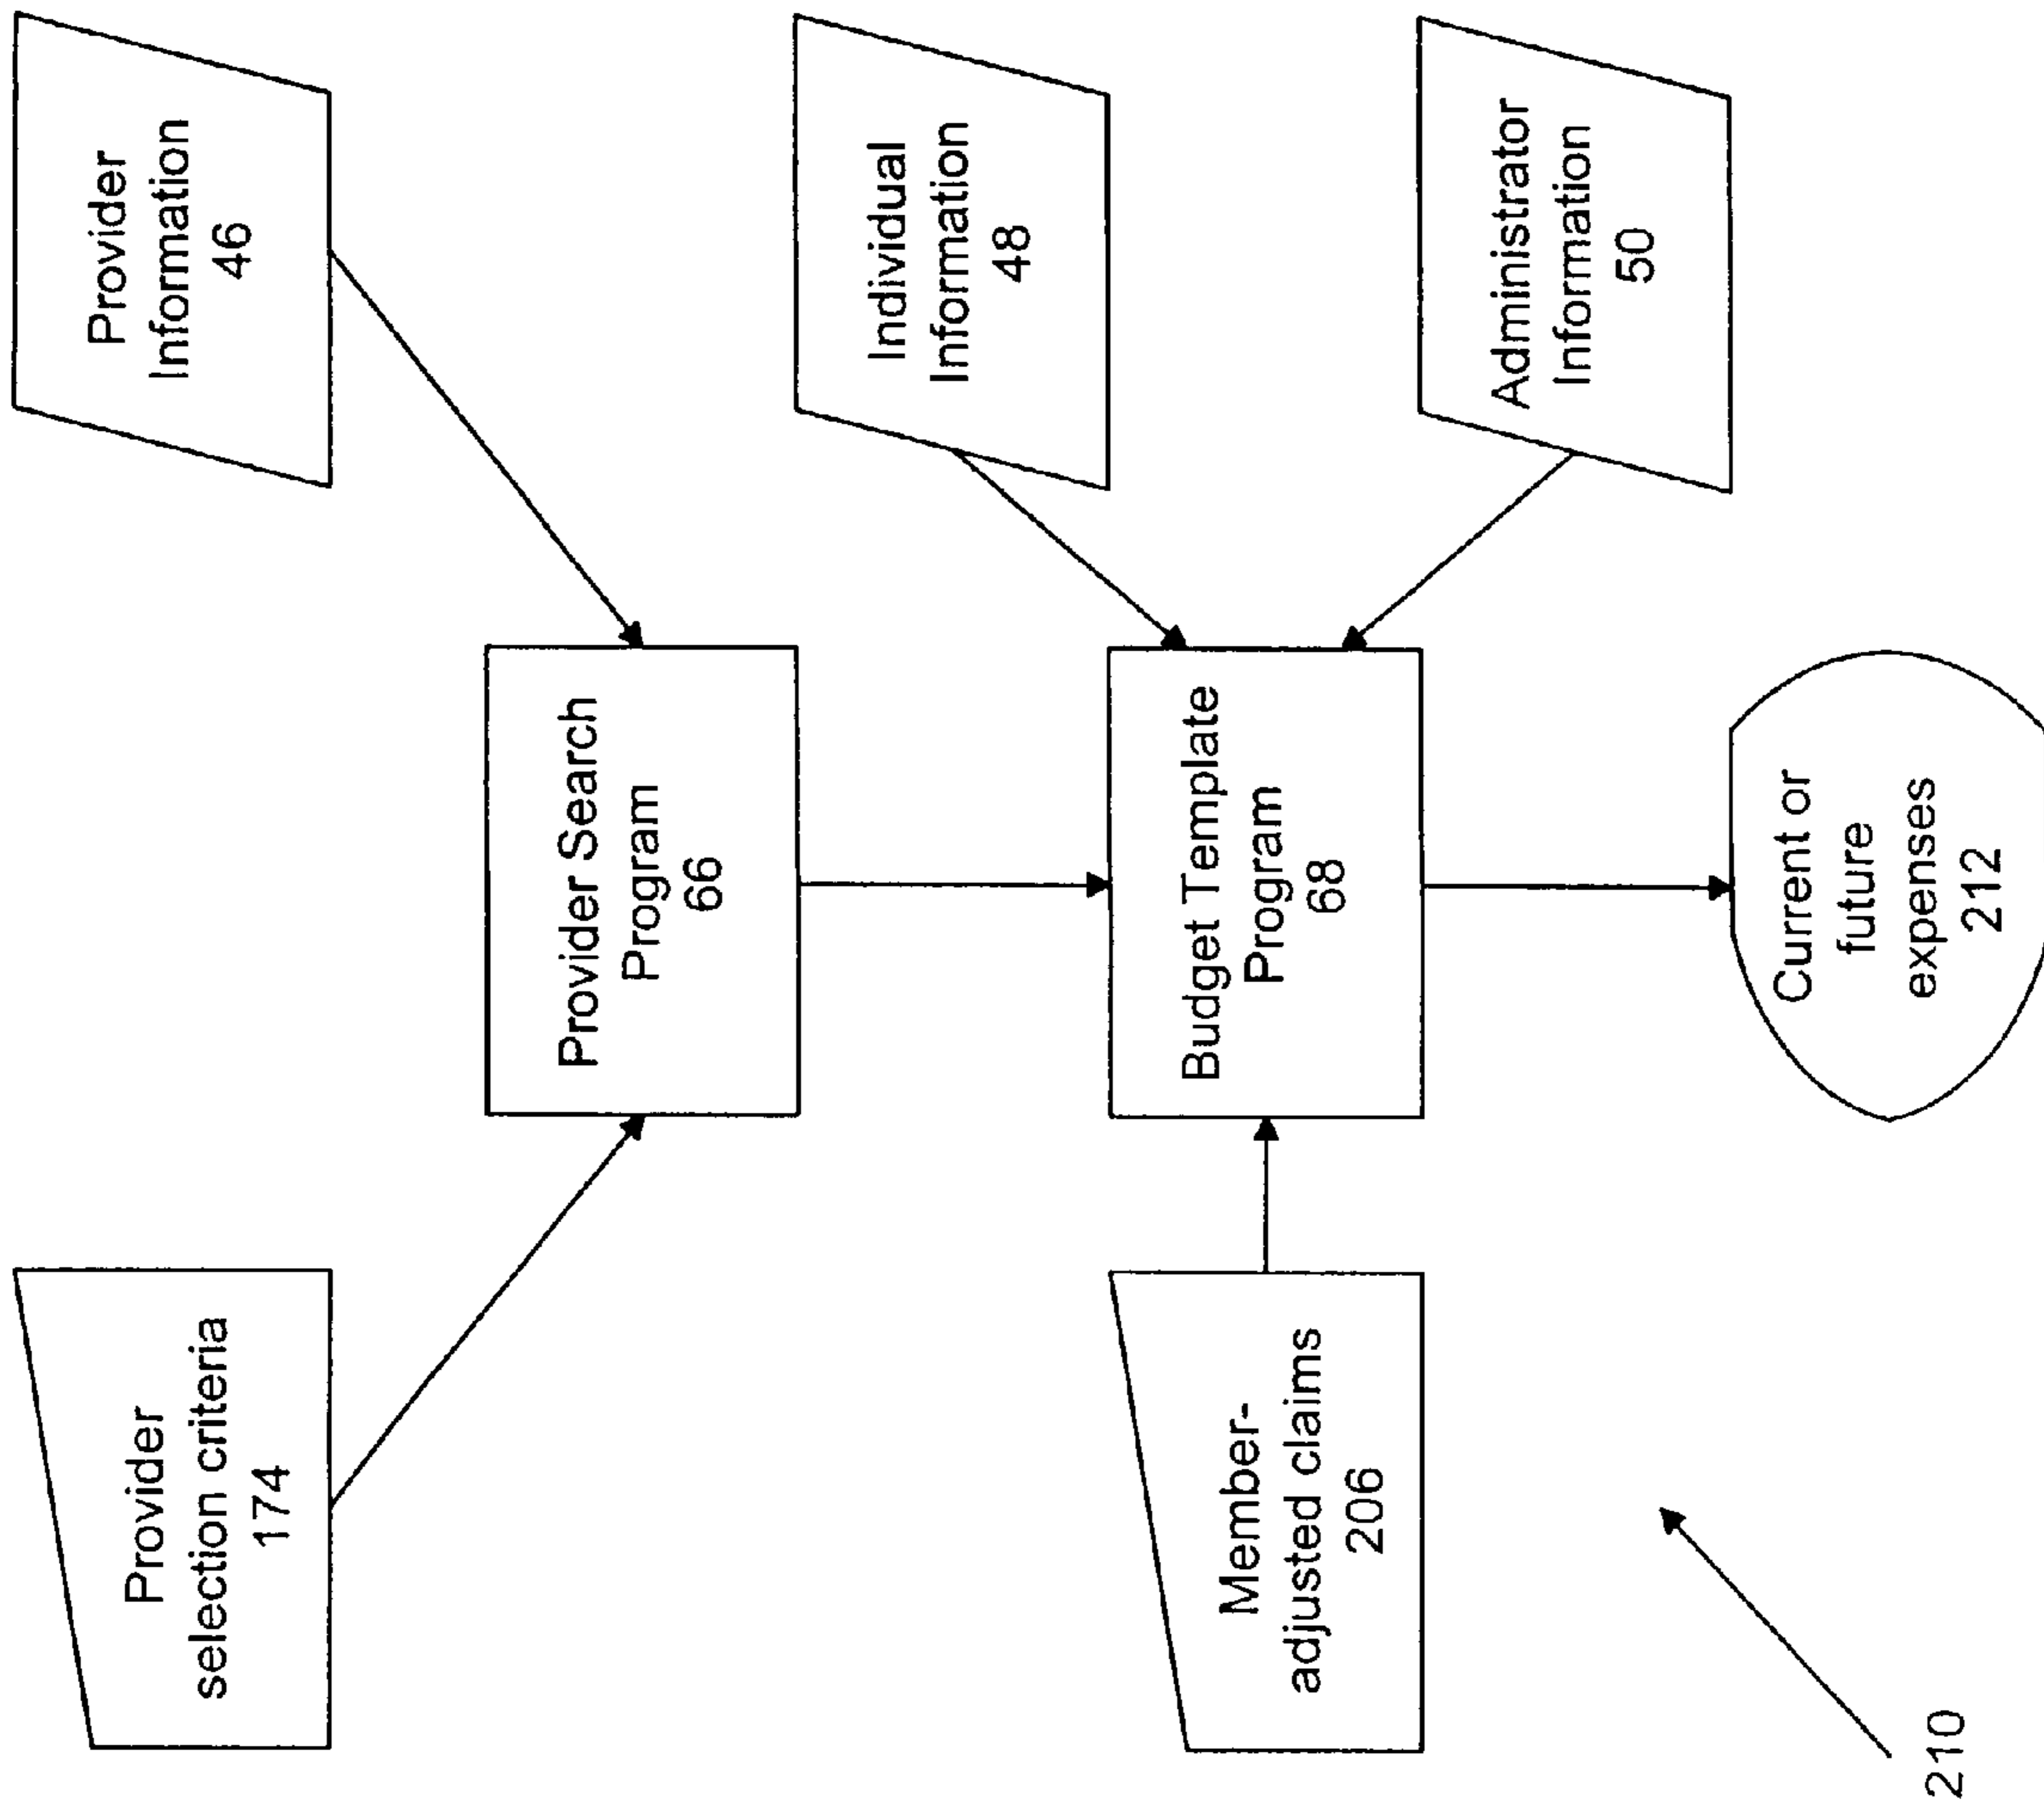 Provider
selection criteria
174
Provider
Information
46
Provider Search
Program
66
Member-
adjusted claims
206
Budget Template
Program
68
Individual
Information
48
Administrator
Information
50
Current or
future
expenses
212
210